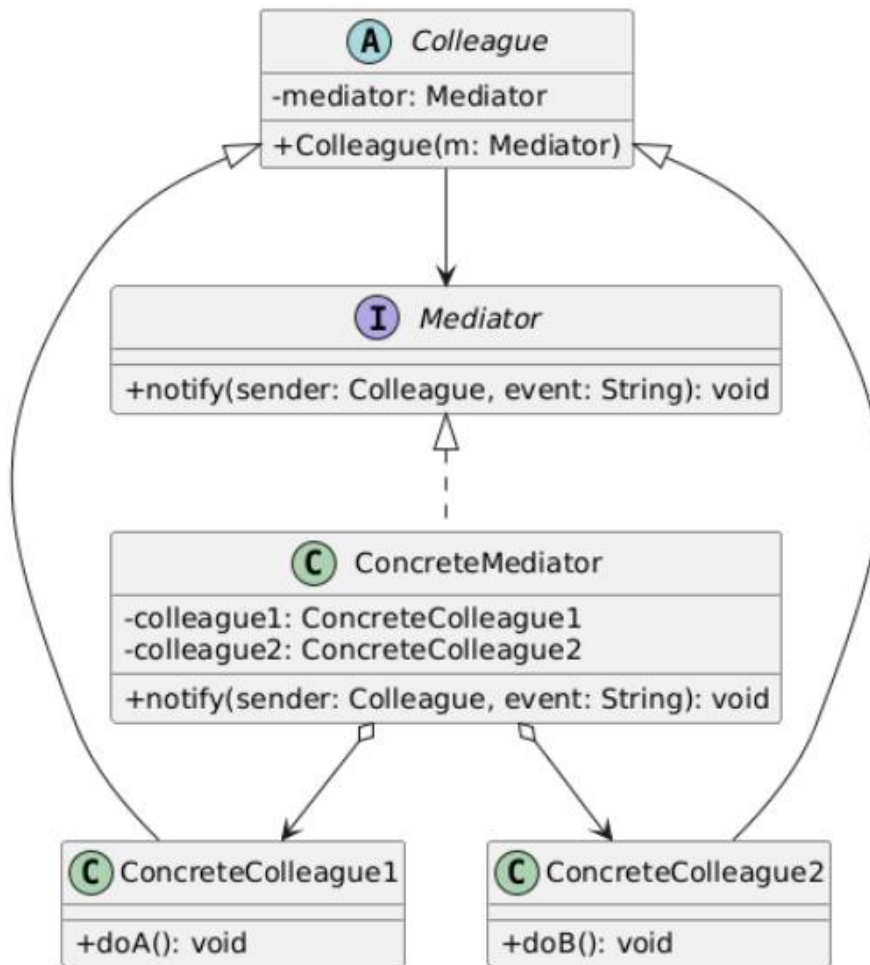 A Colleague
-mediator: Mediator
+Colleague(m: Mediator)
I Mediator
+notify(sender: Colleague, event: String): void
C ConcreteMediator
-colleague1: ConcreteColleague1
-colleague2: ConcreteColleague2
+notify(sender: Colleague, event: String): void
C ConcreteColleague1
+doA(): void
C ConcreteColleague2
+doB(): void